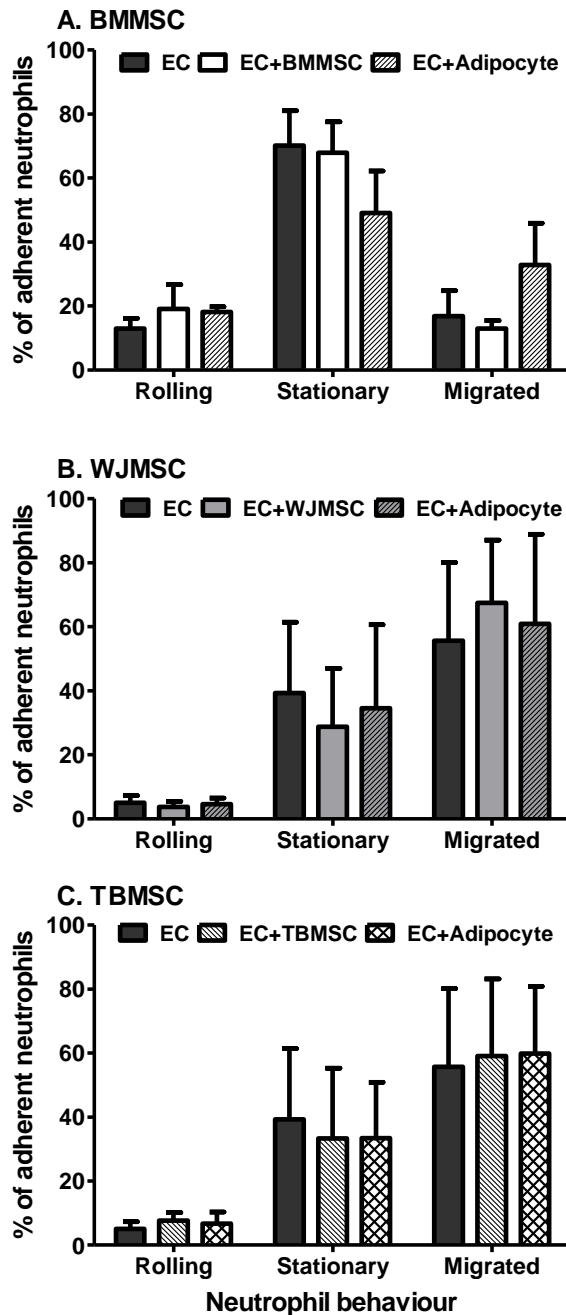 A. BMMSC
EC EC+BMMSC EC+Adipocyte
% of adherent neutrophils
100
80
60
40
20
0
Rolling Stationary Migrated
B. WJMSC
EC EC+WJMSC EC+Adipocyte
% of adherent neutrophils
100
80
60
40
20
0
Rolling Stationary Migrated
C. TBMSC
EC EC+TBMSC EC+Adipocyte
% of adherent neutrophils
100
80
60
40
20
0
Rolling Stationary Migrated
Neutrophil behaviour